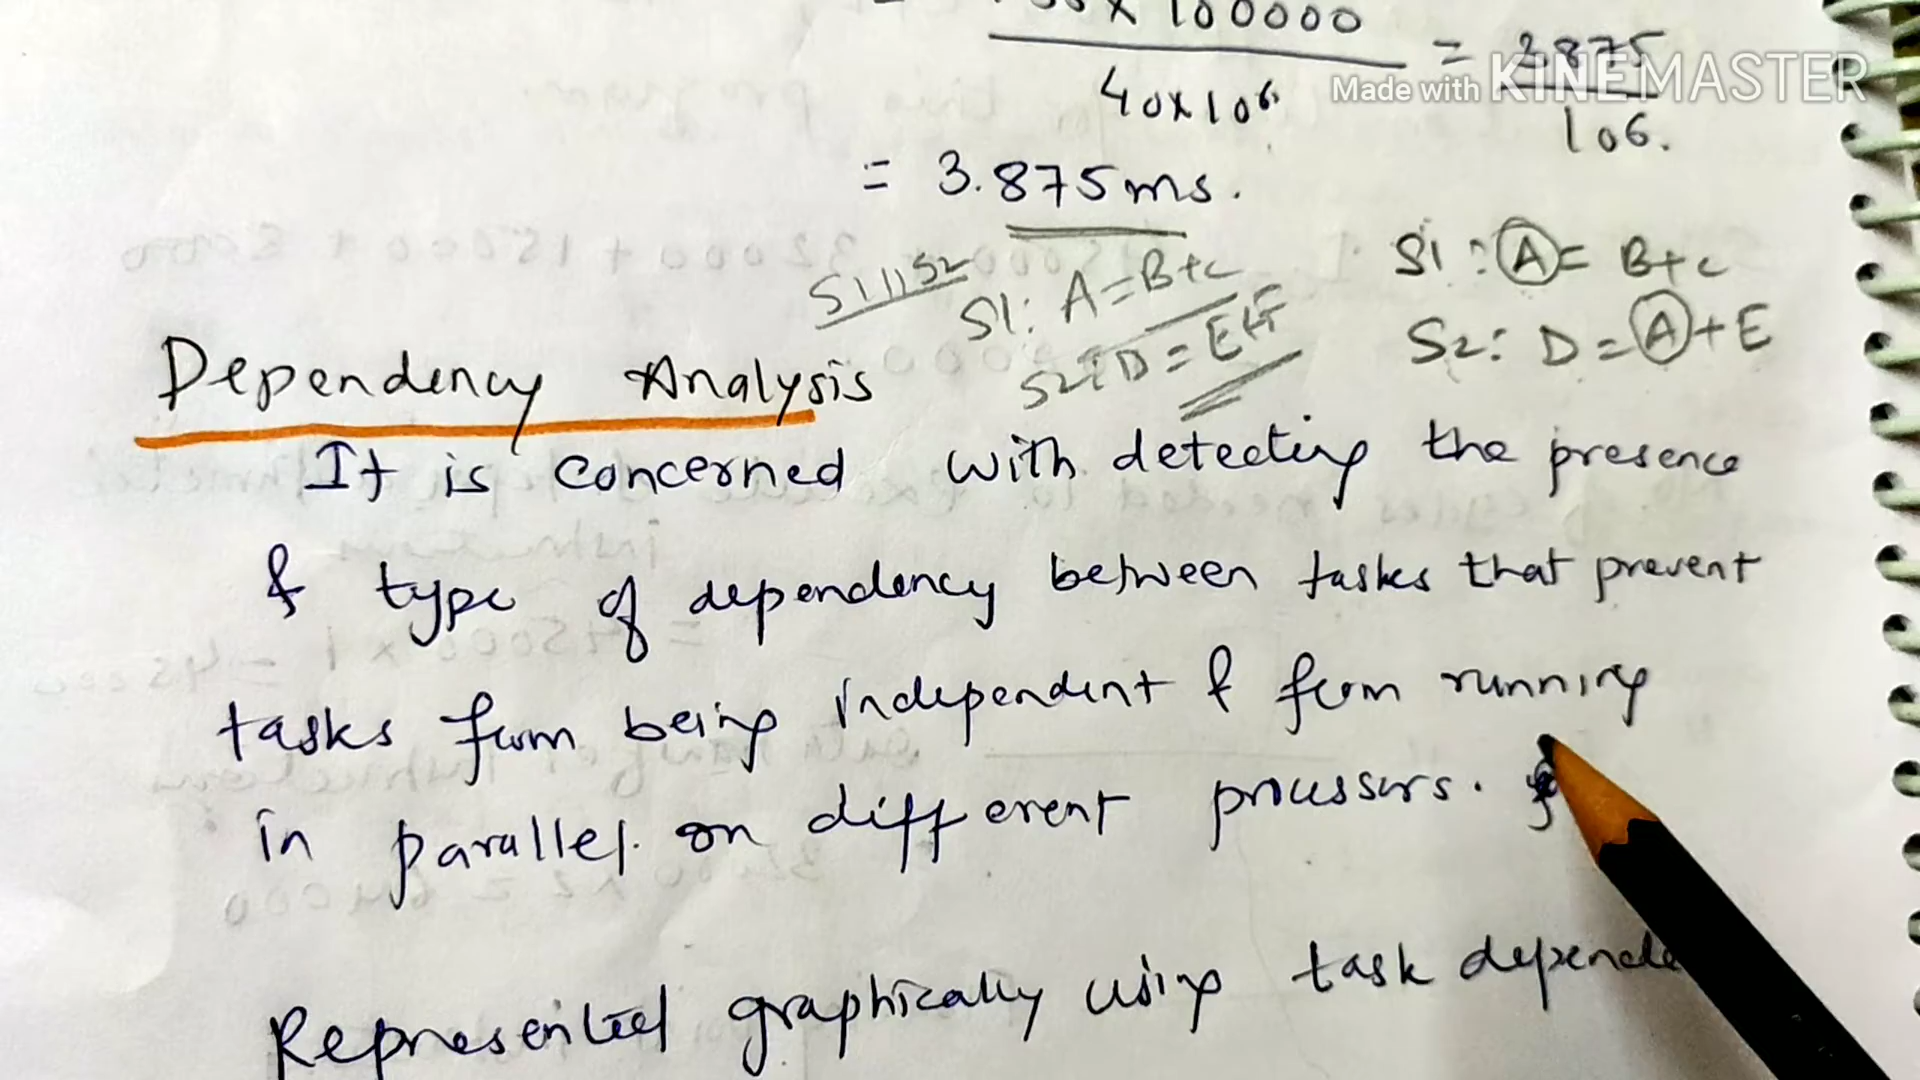 x 100000 = 3875
40x10⁶ 10⁶.
Made with KINEMASTER
= 3.875ms.
S1 : A = B+C
S2: D = A+E
S1 || S2
S1: A=B+C
S2: D = E+F
Dependency Analysis
It is concerned with detecting the presence
& type of dependency between tasks that prevent
tasks from being independent & from running
in parallel. on different processors.
Represented graphically using task depende